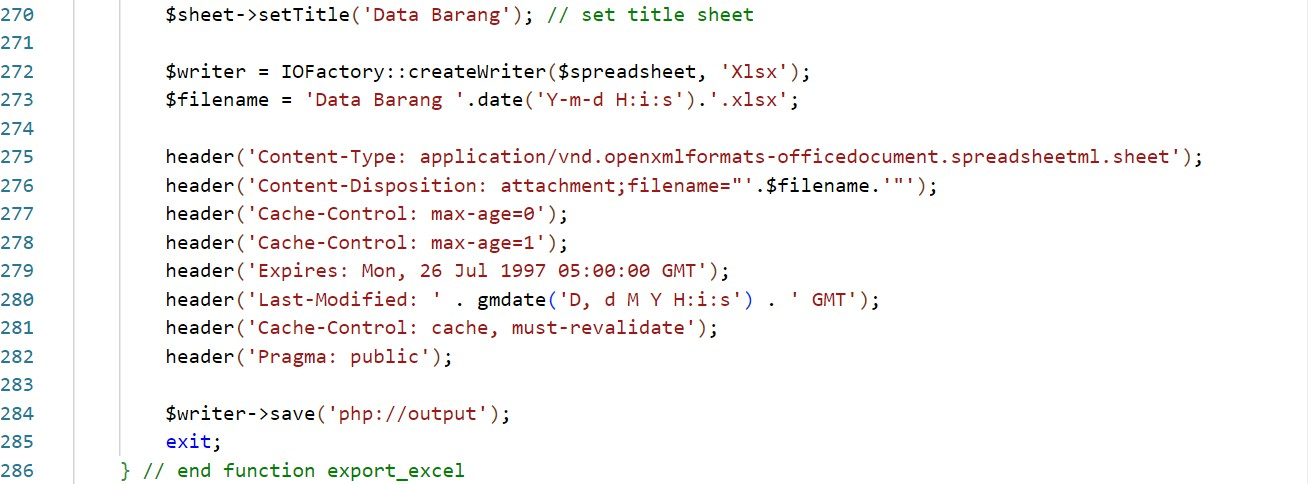 270 $sheet->setTitle('Data Barang'); // set title sheet
271
272 $writer = IOFactory::createWriter($spreadsheet, 'Xlsx');
273 $filename = 'Data Barang '.date('Y-m-d H:i:s').'.xlsx';
274
275 header('Content-Type: application/vnd.openxmlformats-officedocument.spreadsheetml.sheet');
276 header('Content-Disposition: attachment;filename="'.$filename.'"');
277 header('Cache-Control: max-age=0');
278 header('Cache-Control: max-age=1');
279 header('Expires: Mon, 26 Jul 1997 05:00:00 GMT');
280 header('Last-Modified: ' . gmdate('D, d M Y H:i:s') . ' GMT');
281 header('Cache-Control: cache, must-revalidate');
282 header('Pragma: public');
283
284 $writer->save('php://output');
285 exit;
286 } // end function export_excel